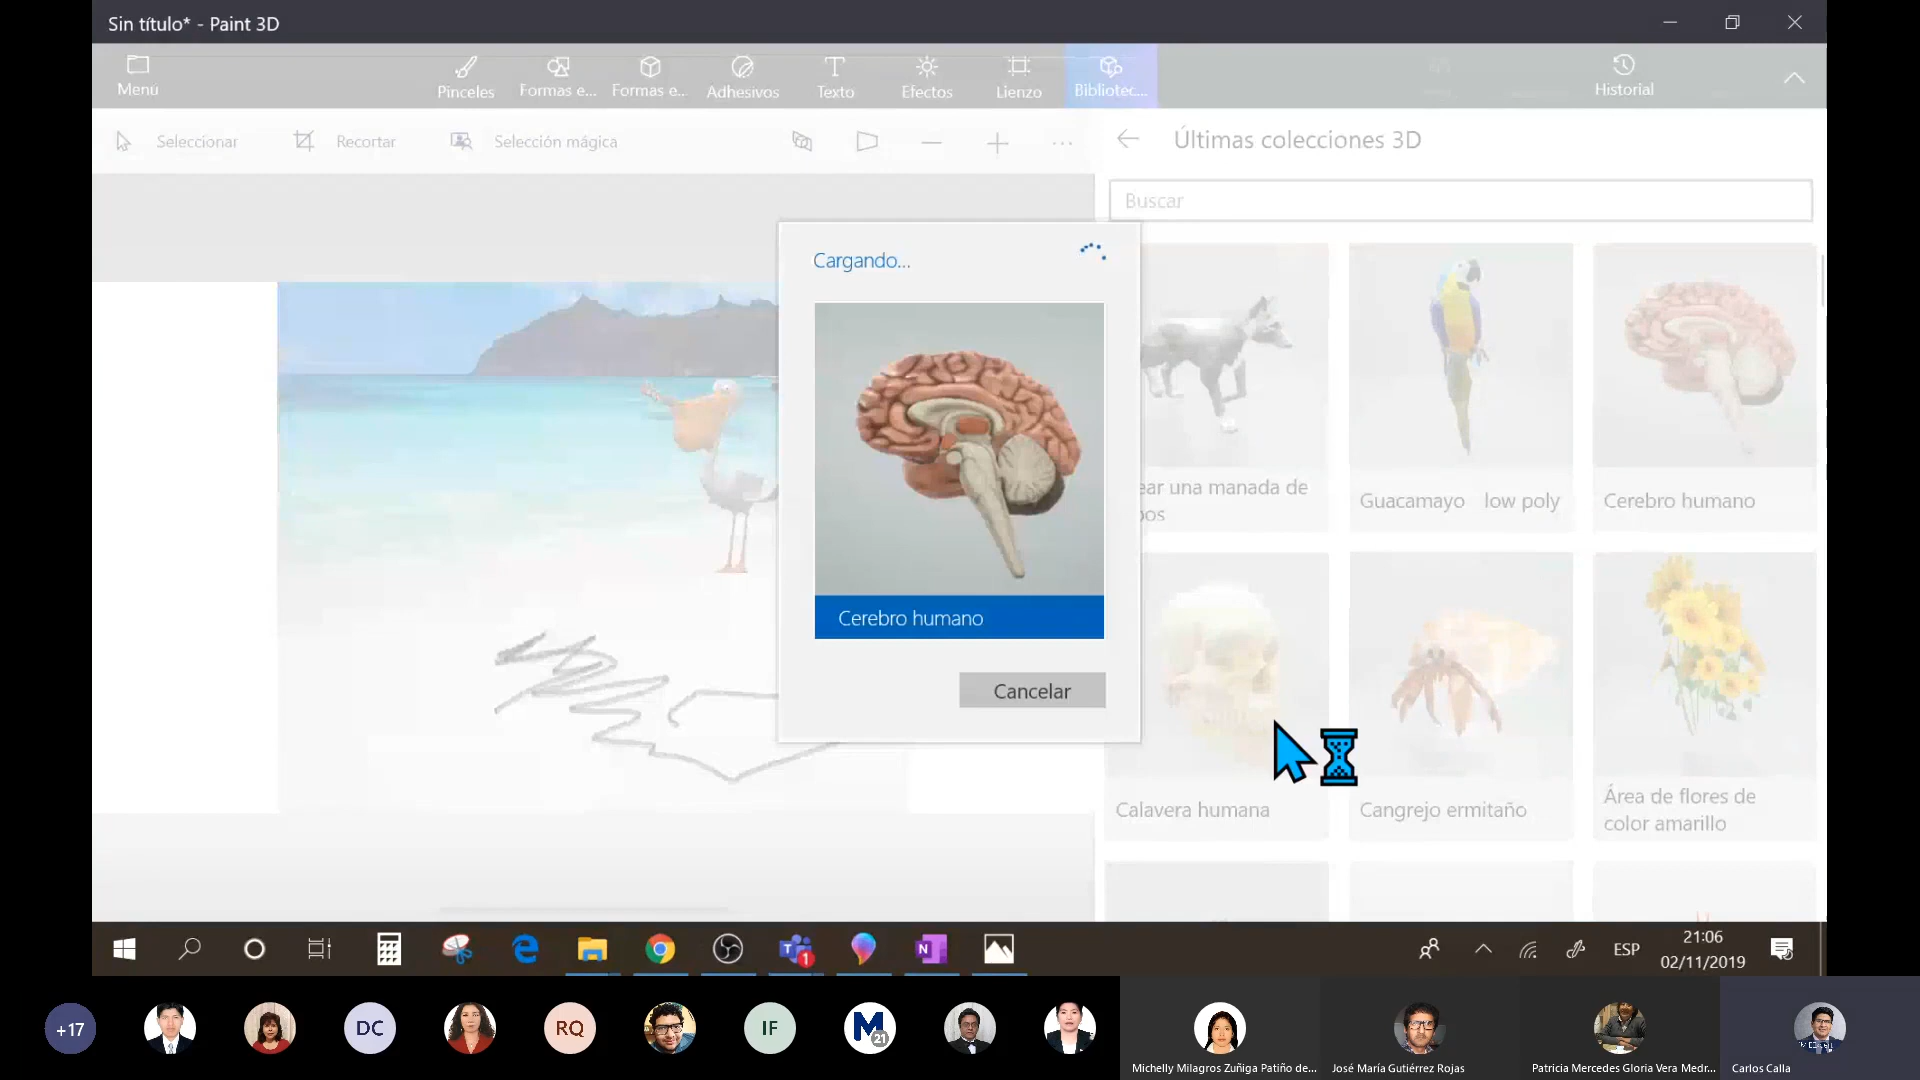 Sin título* - Paint 3D
Menú
Pinceles
Formas e...
Formas e...
Adhesivos
Texto
Efectos
Lienzo
Bibliotec...
Historial
Seleccionar
Recortar
Selección mágica
Últimas colecciones 3D
Buscar
Cargando...
Cerebro humano
Cancelar
ear una manada de
Guacamayo low poly
Cerebro humano
Calavera humana
Cangrejo ermitaño
Área de flores de
color amarillo
1
N
ESP
21:06
02/11/2019
+17
DC
RQ
IF
M
21
Michelly Milagros Zuñiga Patiño de...
José María Gutiérrez Rojas
Patricia Mercedes Gloria Vera Medr...
Carlos Calla